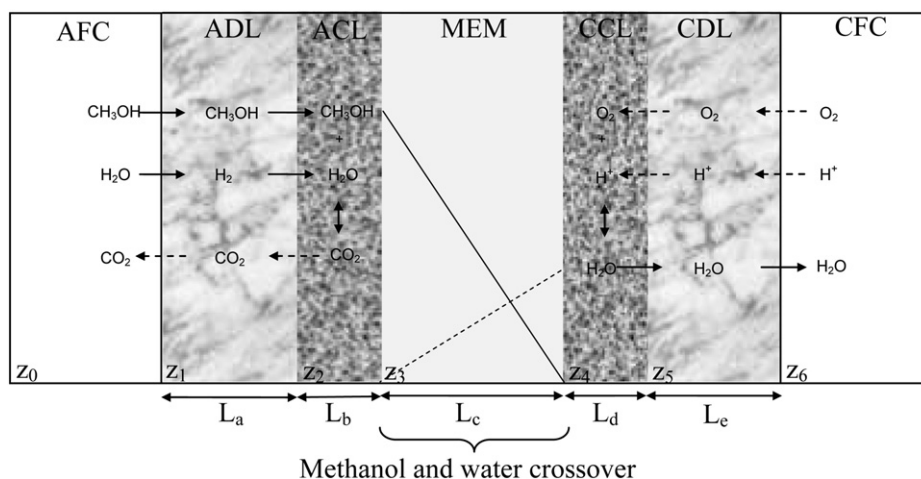 AFC ADL ACL MEM CCL CDL CFC
CH₃OH CH₃OH CH₃OH O₂ O₂ O₂
+ +
H₂O H₂ H₂O H⁺ H⁺ H⁺
CO₂ CO₂ CO₂ H₂O H₂O H₂O
z₀ z₁ z₂ z₃ z₄ z₅ z₆
Lₐ L_b L_c L_d Lₑ
Methanol and water crossover